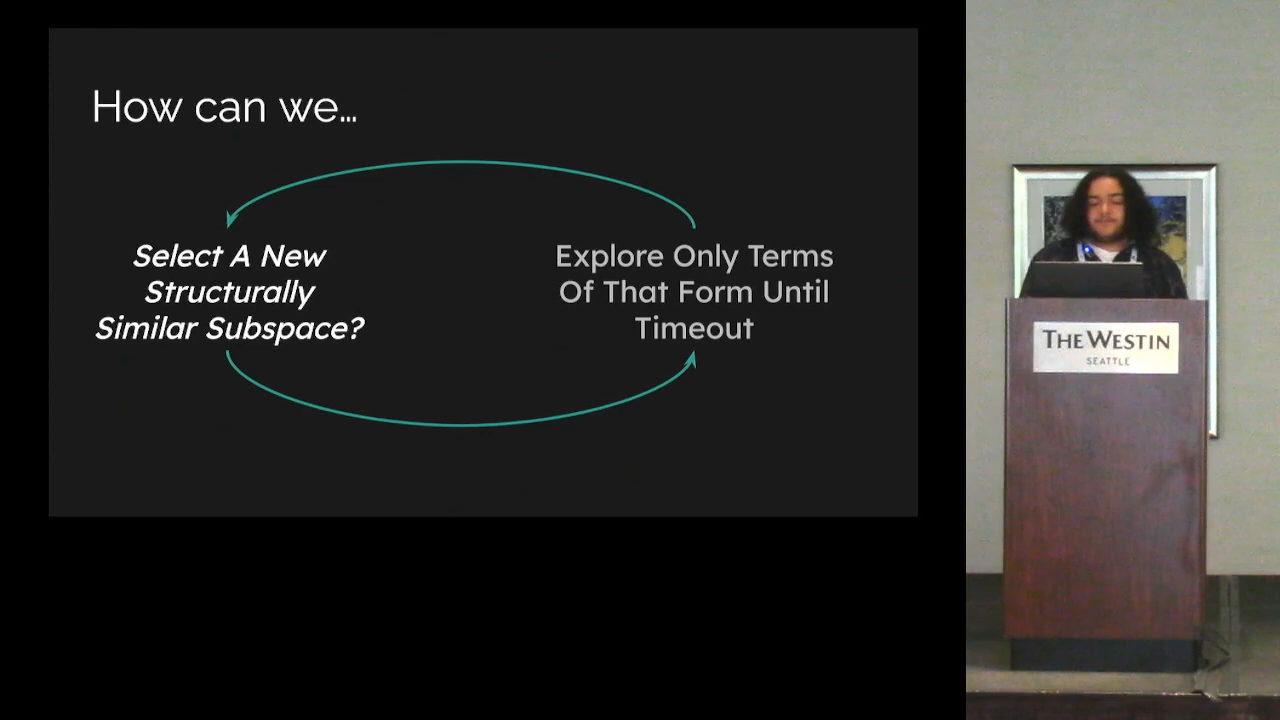 How can we…
Select A New
Structurally
Similar Subspace?
Explore Only Terms
Of That Form Until
Timeout
THE WESTIN
SEATTLE